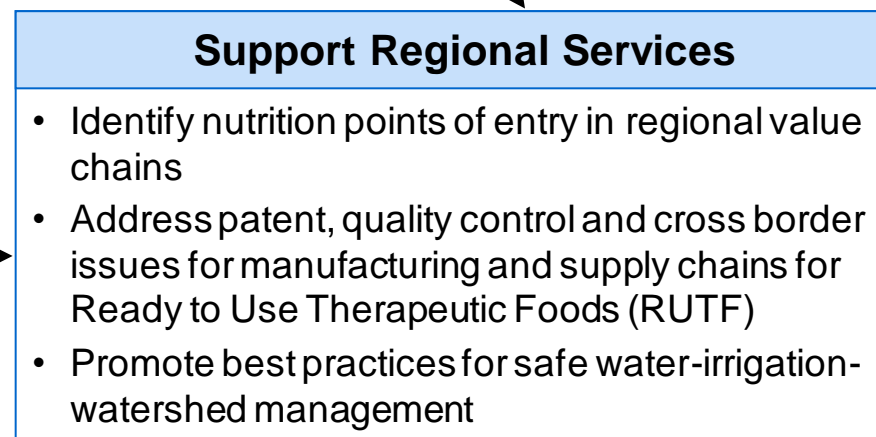 Support Regional Services
• Identify nutrition points of entry in regional value
chains
• Address patent, quality control and cross border
issues for manufacturing and supply chains for
Ready to Use Therapeutic Foods (RUTF)
• Promote best practices for safe water-irrigation-
watershed management